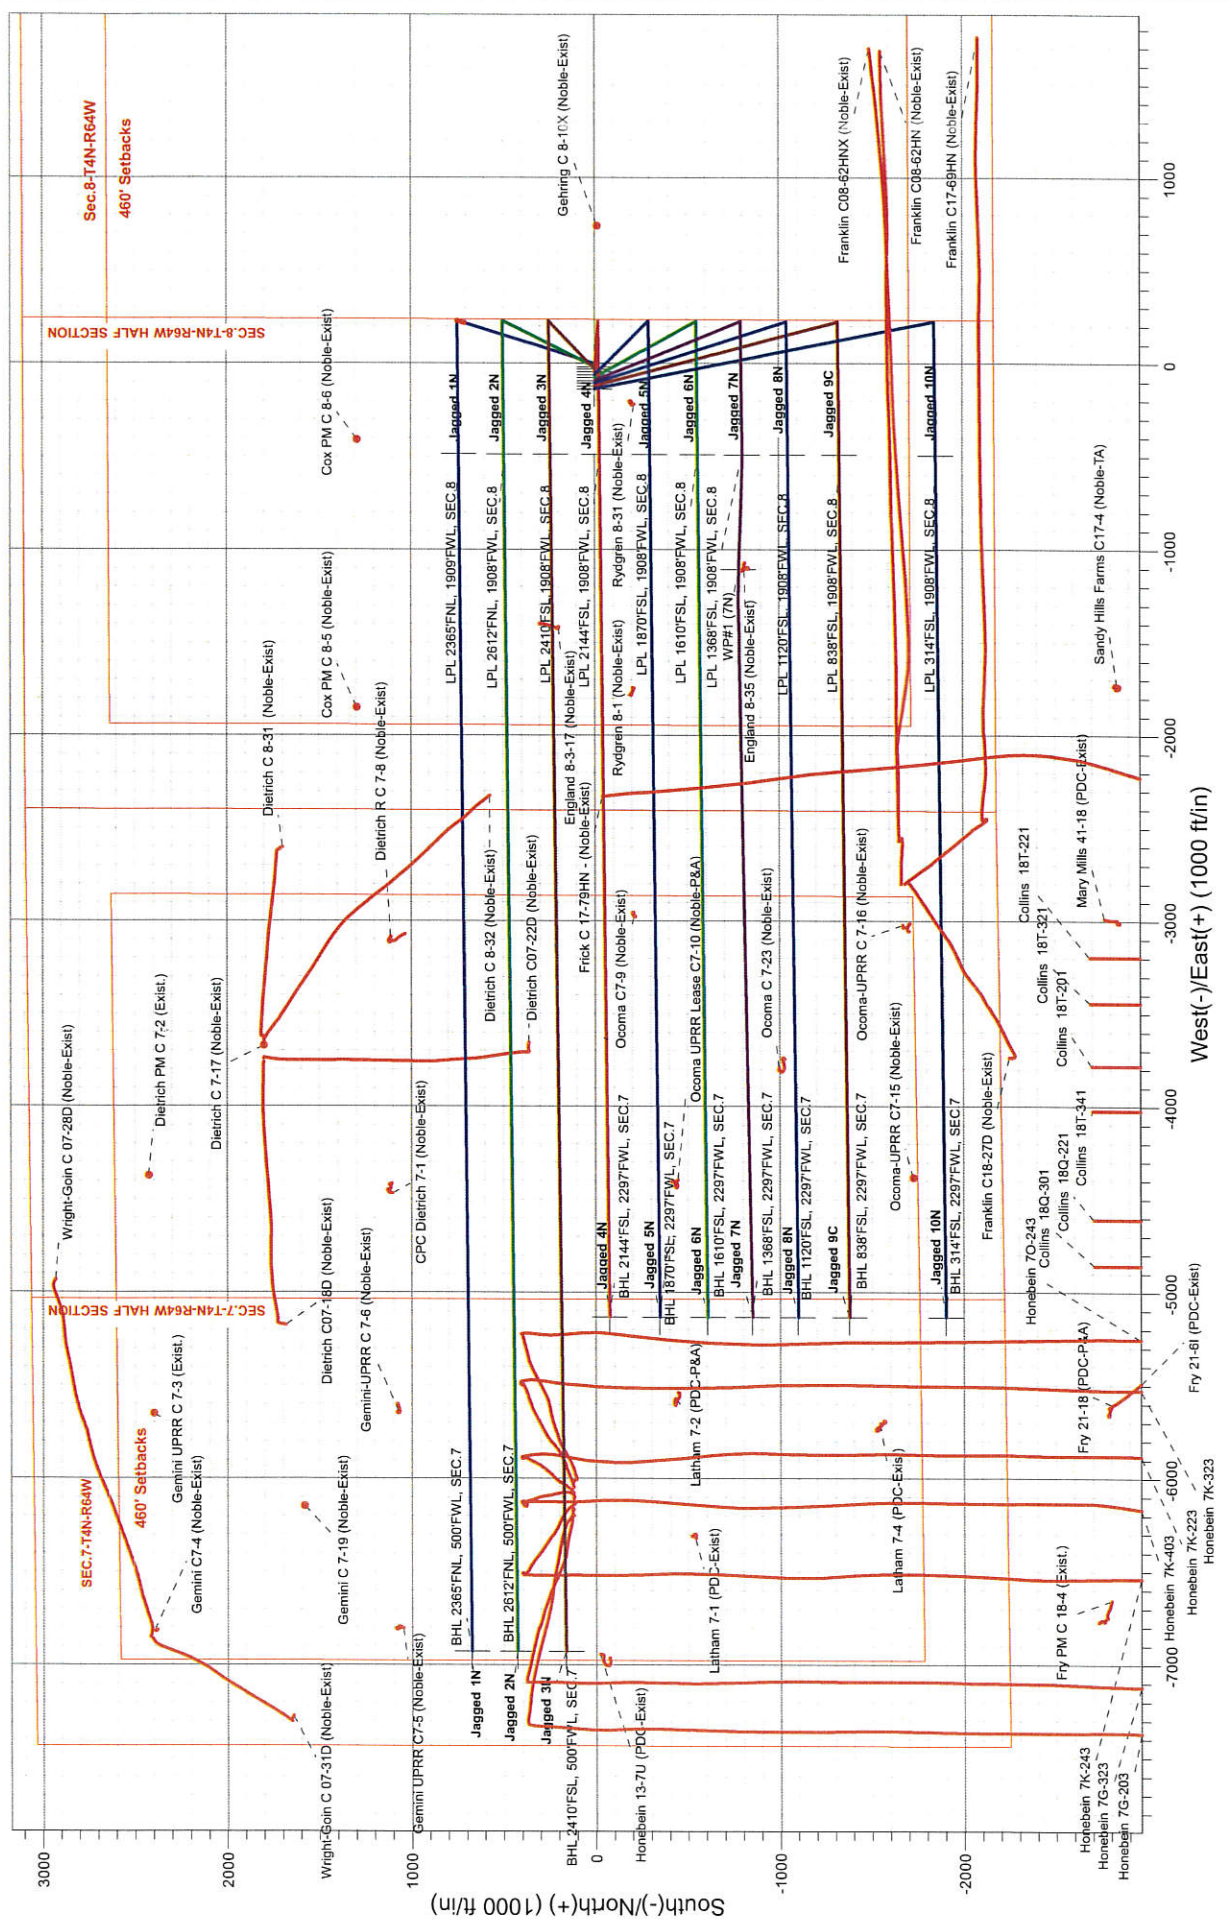 Sec.8-T4N-R64W
460' Setbacks
SEC.8-T4N-R64W HALF SECTION
Gehring C 8-10X (Noble-Exist)
Franklin C08-62HNX (Noble-Exist)
Franklin C08-62HN (Noble-Exist)
Franklin C17-69HN (Noble-Exist)
Cox PM C 8-6 (Noble-Exist)
Cox PM C 8-5 (Noble-Exist)
Jagged 1N
Jagged 2N
Jagged 3N
Jagged 4N
Jagged 5N
Jagged 6N
Jagged 7N
Jagged 8N
Jagged 9C
Jagged 10N
LPL 2365'FNL, 1909'FWL, SEC.8
LPL 2612'FNL, 1908'FWL, SEC.8
LPL 2410'FSL, 1908'FWL, SEC.8
LPL 2144'FSL, 1908'FWL, SEC.8
Rydgren 8-31 (Noble-Exist)
LPL 1870'FSL, 1908'FWL, SEC.8
LPL 1610'FSL, 1908'FWL, SEC.8
LPL 1368'FSL, 1908'FWL, SEC.8
WP#1 (7N)
LPL 1120'FSL, 1908'FWL, SEC.8
LPL 838'FSL, 1908'FWL, SEC.8
LPL 314'FSL, 1908'FWL, SEC.8
England 8-3-17 (Noble-Exist)
Rydgren 8-1 (Noble-Exist)
England 8-35 (Noble-Exist)
Sandy Hills Farms C17-4 (Noble-TA)
Dietrich C 8-31 (Noble-Exist)
Dietrich R C 7-8 (Noble-Exist)
Dietrich C 8-32 (Noble-Exist)
Dietrich C07-22D (Noble-Exist)
Frick C 17-79HN - (Noble-Exist)
Ocoma C7-9 (Noble-Exist)
Ocoma UPRR Lease C7-10 (Noble-P&A)
Ocoma C 7-23 (Noble-Exist)
Ocoma-UPRR C 7-16 (Noble-Exist)
Ocoma-UPRR C7-15 (Noble-Exist)
Franklin C18-27D (Noble-Exist)
Mary Mills 41-18 (PDC-Exist)
Collins 18T-221
Collins 18T-321
Collins 18T-201
Collins 18T-341
Collins 18Q-221
Collins 18Q-301
Honebein 7O-243
Wright-Goin C 07-28D (Noble-Exist)
Dietrich PM C 7-2 (Exist.)
Dietrich C 7-17 (Noble-Exist)
CPC Dietrich 7-1 (Noble-Exist)
Dietrich C07-18D (Noble-Exist)
Gemini-UPRR C 7-6 (Noble-Exist)
SEC.7-T4N-R64W HALF SECTION
Gemini UPRR C 7-3 (Exist.)
SEC.7-T4N-R64W
460' Setbacks
Gemini C7-4 (Noble-Exist)
Gemini C 7-19 (Noble-Exist)
Wright-Goin C 07-31D (Noble-Exist)
Gemini UPRR C7-5 (Noble-Exist)
Jagged 4N
BHL 2144'FSL, 2297'FWL, SEC.7
Jagged 5N
BHL 1870'FSL, 2297'FWL, SEC.7
Jagged 6N
BHL 1610'FSL, 2297'FWL, SEC.7
Jagged 7N
BHL 1368'FSL, 2297'FWL, SEC.7
Jagged 8N
BHL 1120'FSL, 2297'FWL, SEC.7
Jagged 9C
BHL 838'FSL, 2297'FWL, SEC.7
Jagged 10N
BHL 314'FSL, 2297'FWL, SEC.7
BHL 2365'FNL, 500'FWL, SEC.7
BHL 2612'FNL, 500'FWL, SEC.7
Jagged 1N
Jagged 2N
Jagged 3N
BHL 2410'FSL, 500'FWL, SEC.7
Honebein 13-7U (PDC-Exist)
Latham 7-2 (PDC-P&A)
Latham 7-1 (PDC-Exist)
Latham 7-4 (PDC-Exist)
Fry 21-18 (PDC-P&A)
Fry 21-6I (PDC-Exist)
Fry PM C 18-4 (Exist.)
Honebein 7K-323
Honebein 7K-223
Honebein 7K-403
Honebein 7K-243
Honebein 7G-323
Honebein 7G-203
3000
2000
1000
0
-1000
-2000
South(-)/North(+) (1000 ft/in)
-7000
-6000
-5000
-4000
-3000
-2000
-1000
0
1000
West(-)/East(+) (1000 ft/in)